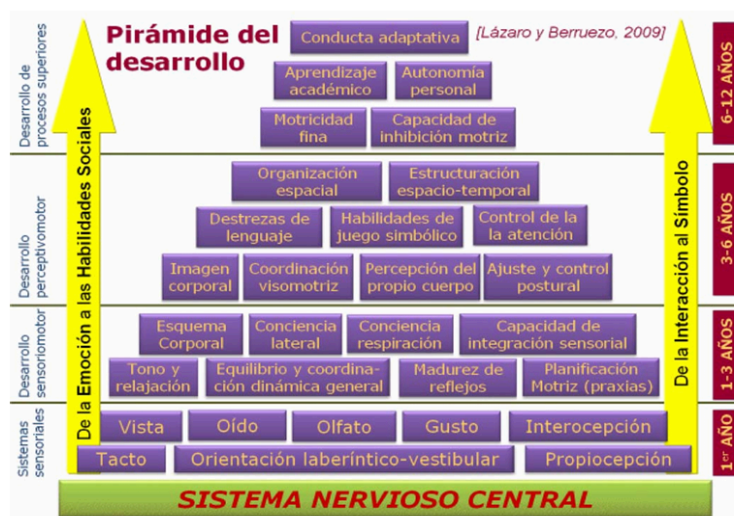 Pirámide del
desarrollo
[Lázaro y Berruezo, 2009]
Conducta adaptativa
Aprendizaje
académico
Autonomía
personal
Motricidad
fina
Capacidad de
inhibición motriz
Desarrollo de
procesos superiores
6-12 AÑOS
Organización
espacial
Estructuración
espacio-temporal
Destrezas de
lenguaje
Habilidades de
juego simbólico
Control de la
la atención
Imagen
corporal
Coordinación
visomotriz
Percepción del
propio cuerpo
Ajuste y control
postural
Desarrollo
perceptivomotor
3-6 AÑOS
Esquema
Corporal
Conciencia
lateral
Conciencia
respiración
Capacidad de
integración sensorial
Tono y
relajación
Equilibrio y coordina-
ción dinámica general
Madurez de
reflejos
Planificación
Motriz (praxias)
Desarrollo
sensoriomotor
1-3 AÑOS
Vista
Oído
Olfato
Gusto
Interocepción
Tacto
Orientación laberíntico-vestibular
Propiocepción
Sistemas
sensoriales
1er AÑO
De la Emoción a las Habilidades Sociales
De la Interacción al Símbolo
SISTEMA NERVIOSO CENTRAL